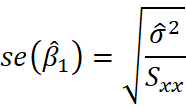 se(β̂₁) = √(σ̂² / Sₓₓ)